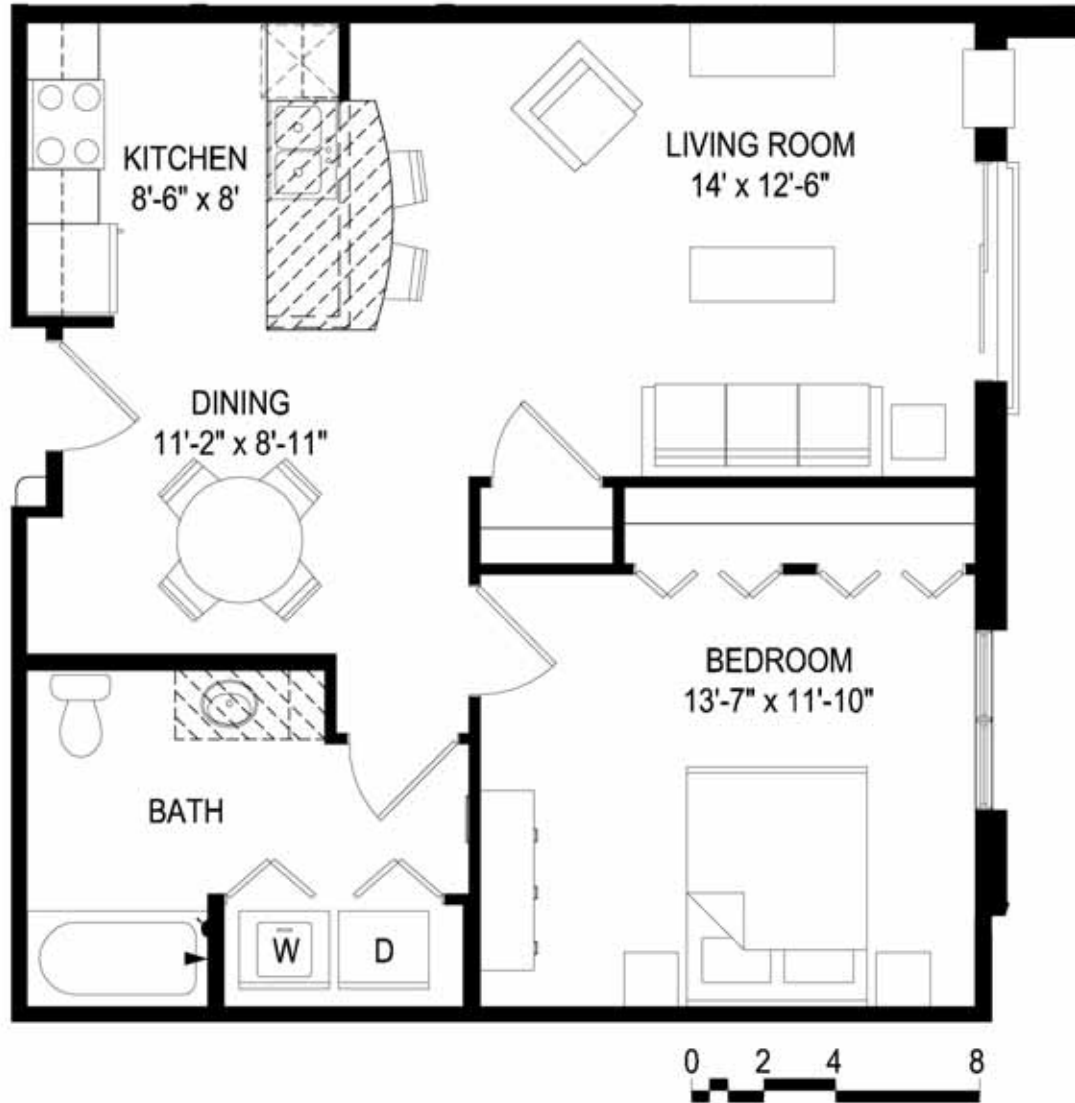 KITCHEN
8'-6" x 8'
LIVING ROOM
14' x 12'-6"
DINING
11'-2" x 8'-11"
BEDROOM
13'-7" x 11'-10"
BATH
W
D
0 2 4 8